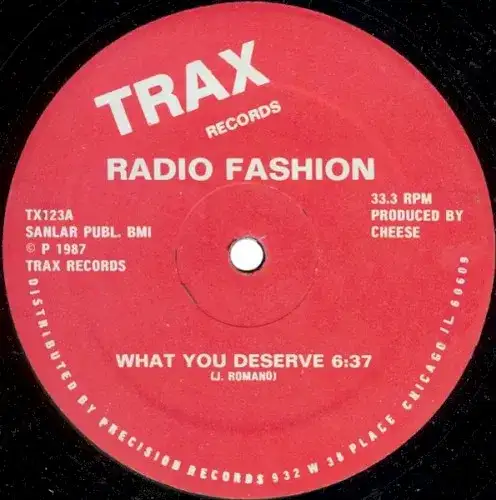 TRAX
RECORDS
RADIO FASHION
TX123A
SANLAR PUBL. BMI
© P 1987
TRAX RECORDS
33.3 RPM
PRODUCED BY
CHEESE
WHAT YOU DESERVE 6:37
(J. ROMANO)
DISTRIBUTED BY PRECISION RECORDS 932 W 38 PLACE CHICAGO IL 60609